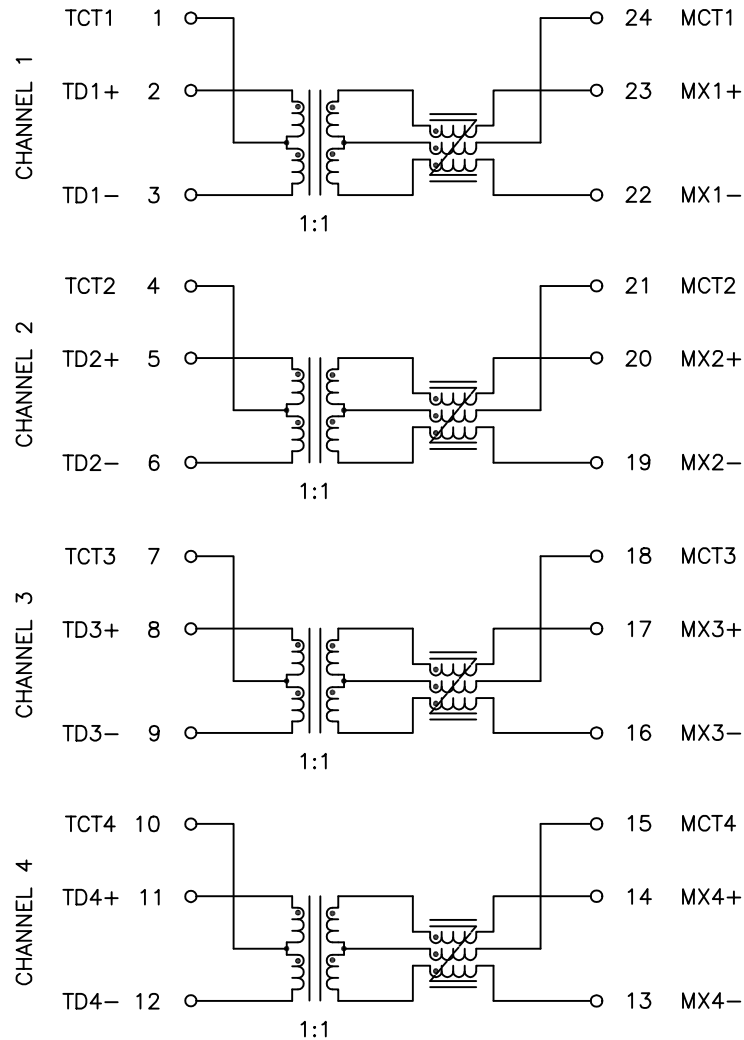 CHANNEL 1
TCT1 1 24 MCT1
TD1+ 2 23 MX1+
TD1− 3 22 MX1−
1:1
CHANNEL 2
TCT2 4 21 MCT2
TD2+ 5 20 MX2+
TD2− 6 19 MX2−
1:1
CHANNEL 3
TCT3 7 18 MCT3
TD3+ 8 17 MX3+
TD3− 9 16 MX3−
1:1
CHANNEL 4
TCT4 10 15 MCT4
TD4+ 11 14 MX4+
TD4− 12 13 MX4−
1:1